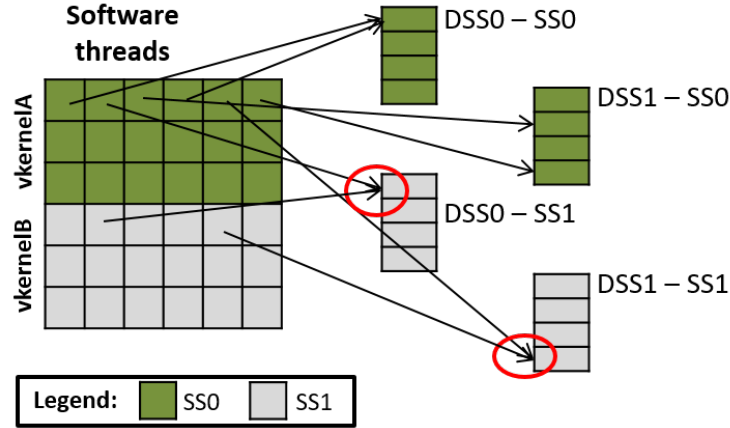 Software
threads
DSS0 – SS0
DSS1 – SS0
vkernelA
DSS0 – SS1
vkernelB
DSS1 – SS1
Legend: SS0 SS1